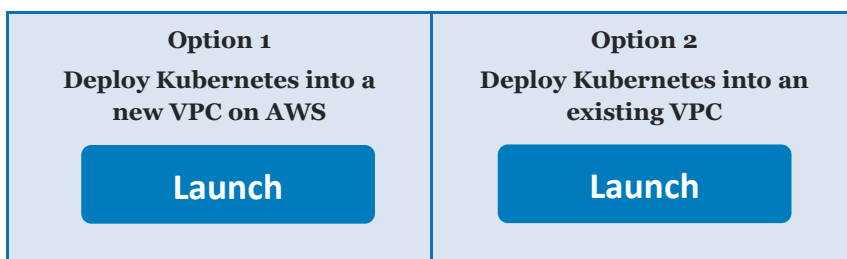 Option 1
Deploy Kubernetes into a
new VPC on AWS
Launch
Option 2
Deploy Kubernetes into an
existing VPC
Launch